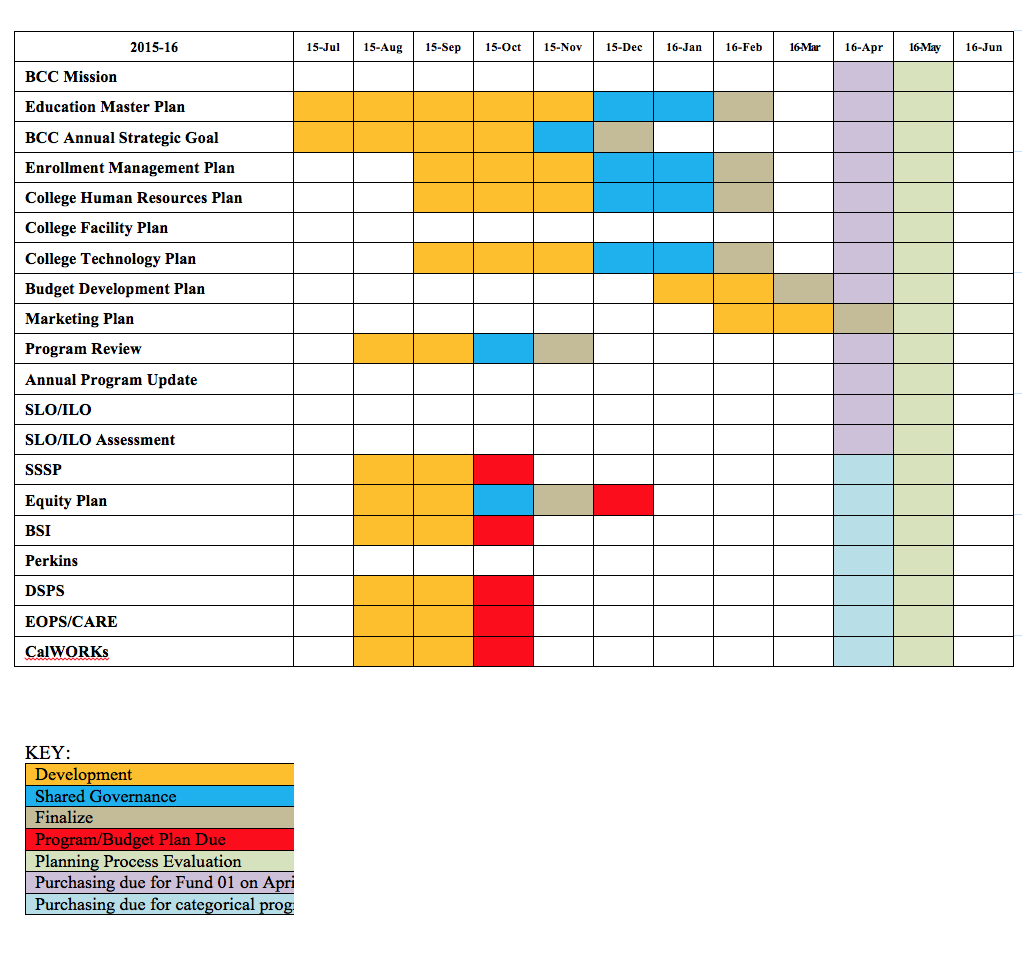 2015-16 15-Jul 15-Aug 15-Sep 15-Oct 15-Nov 15-Dec 16-Jan 16-Feb 16-Mar 16-Apr 16-May 16-Jun
BCC Mission
Education Master Plan
BCC Annual Strategic Goal
Enrollment Management Plan
College Human Resources Plan
College Facility Plan
College Technology Plan
Budget Development Plan
Marketing Plan
Program Review
Annual Program Update
SLO/ILO
SLO/ILO Assessment
SSSP
Equity Plan
BSI
Perkins
DSPS
EOPS/CARE
CalWORKs
KEY:
Development
Shared Governance
Finalize
Program/Budget Plan Due
Planning Process Evaluation
Purchasing due for Fund 01 on Apri
Purchasing due for categorical prog